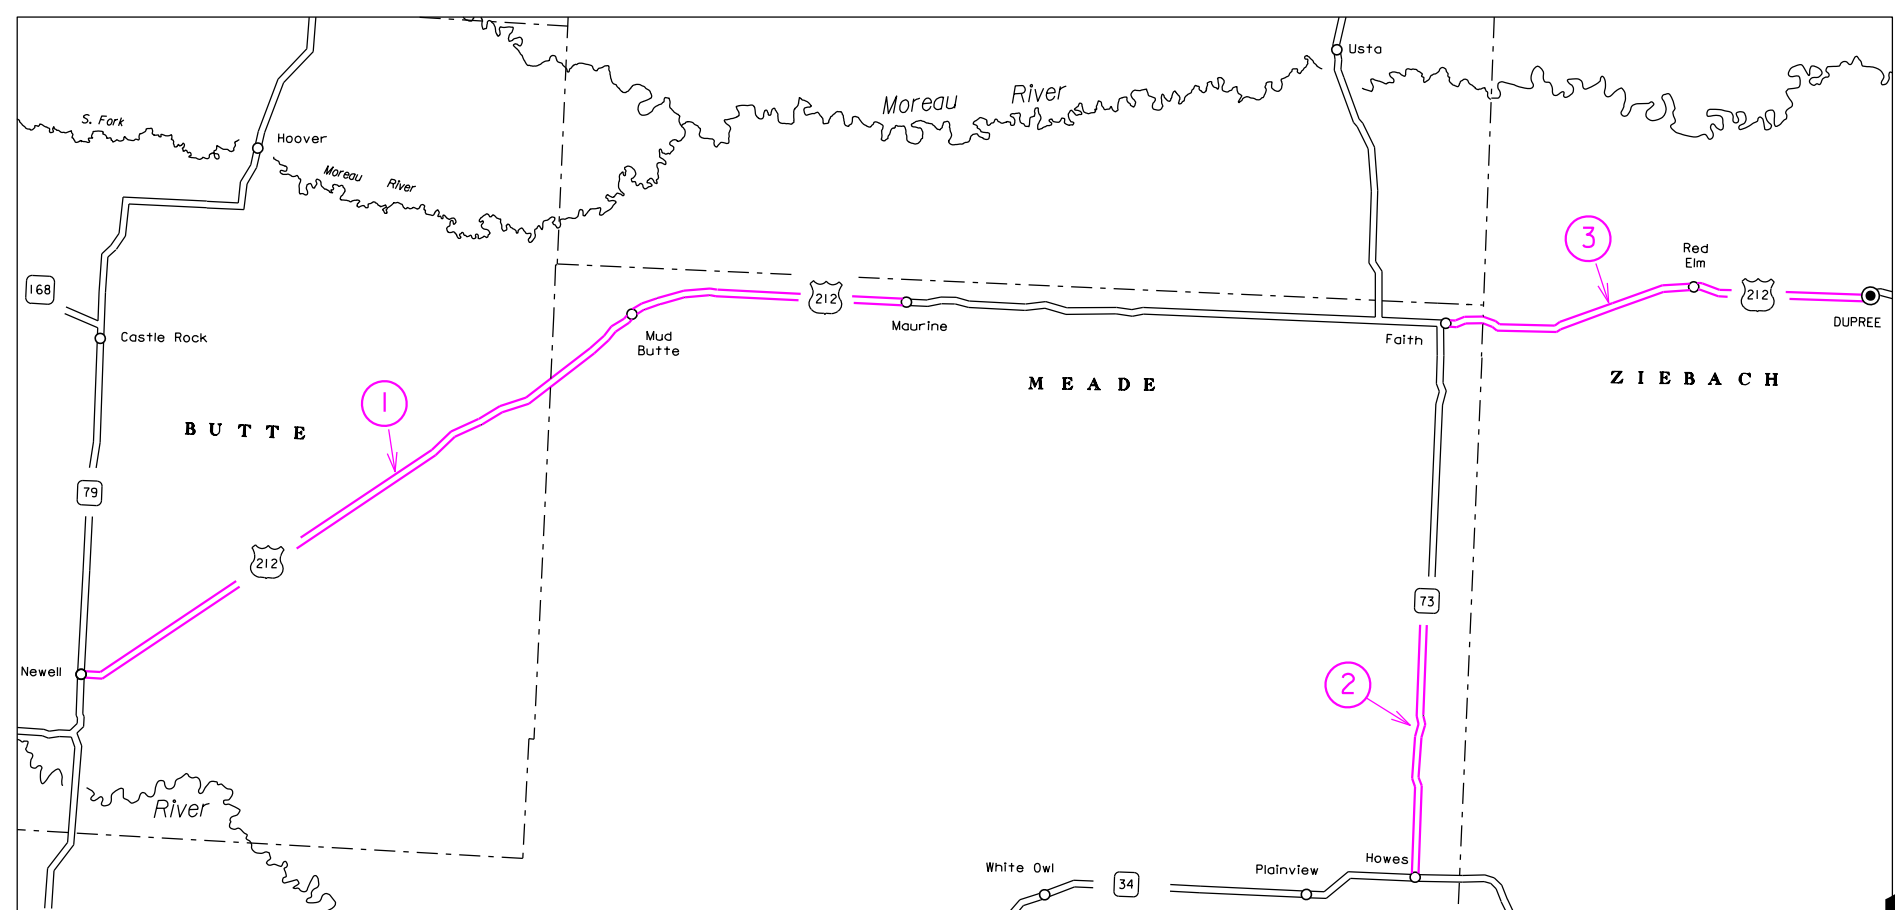 Usta
Moreau River
S. Fork
Hoover
Moreau River
3
Red
Elm
168
212
212
DUPREE
Maurine
Castle Rock
Mud
Butte
Faith
MEADE
ZIEBACH
1
BUTTE
79
212
73
Newell
2
River
Howes
White Owl
Plainview
34